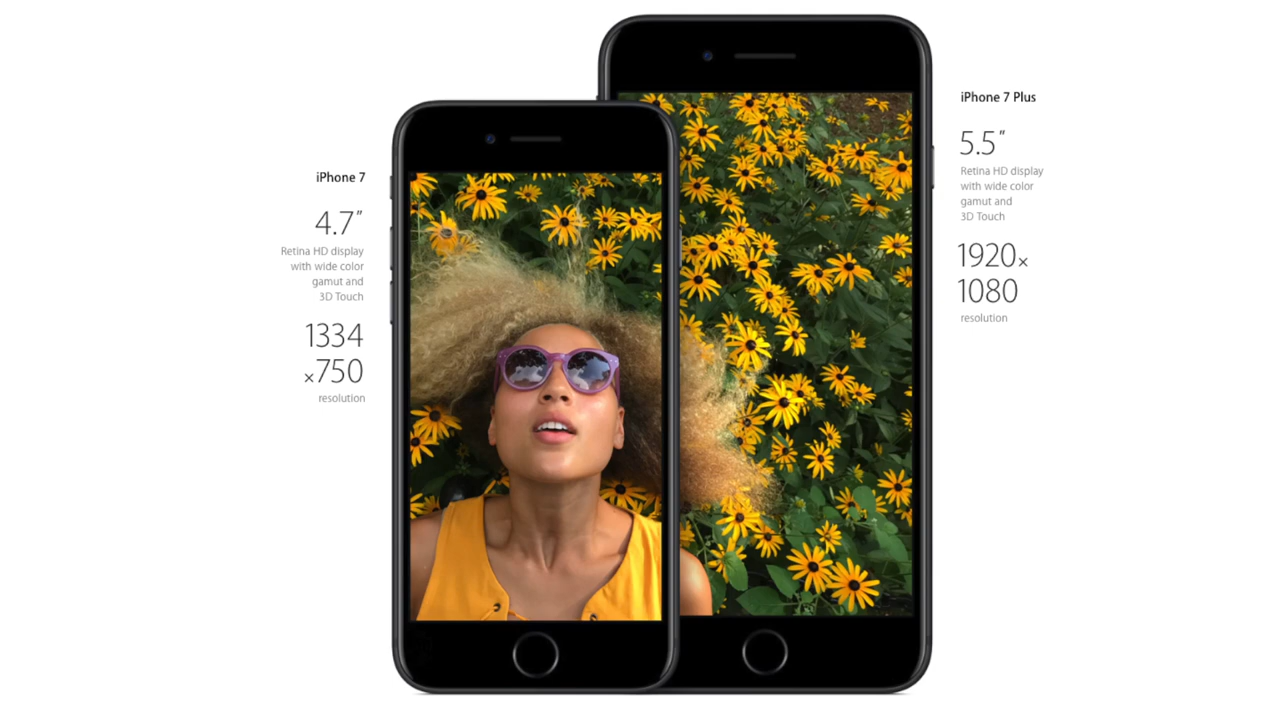 iPhone 7
4.7″
Retina HD display
with wide color
gamut and
3D Touch
1334
×750
resolution
iPhone 7 Plus
5.5″
Retina HD display
with wide color
gamut and
3D Touch
1920×
1080
resolution